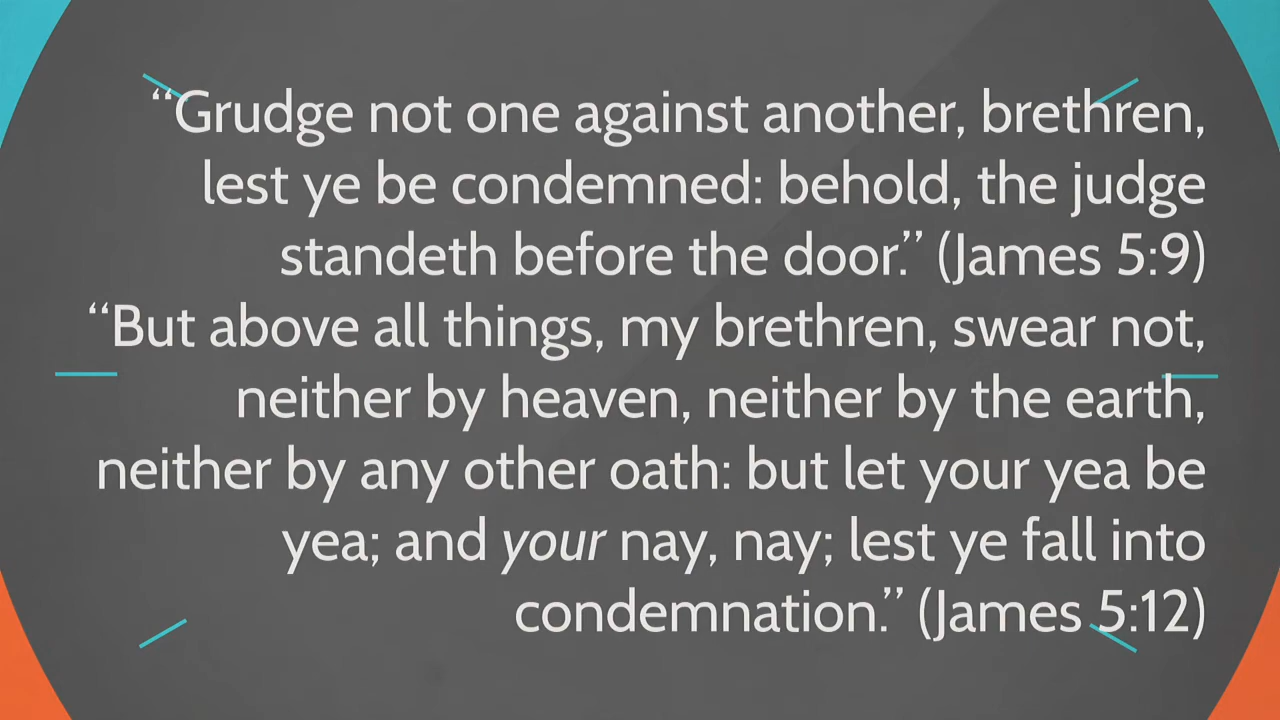 “Grudge not one against another, brethren,
lest ye be condemned: behold, the judge
standeth before the door.” (James 5:9)
“But above all things, my brethren, swear not,
neither by heaven, neither by the earth,
neither by any other oath: but let your yea be
yea; and your nay, nay; lest ye fall into
condemnation.” (James 5:12)